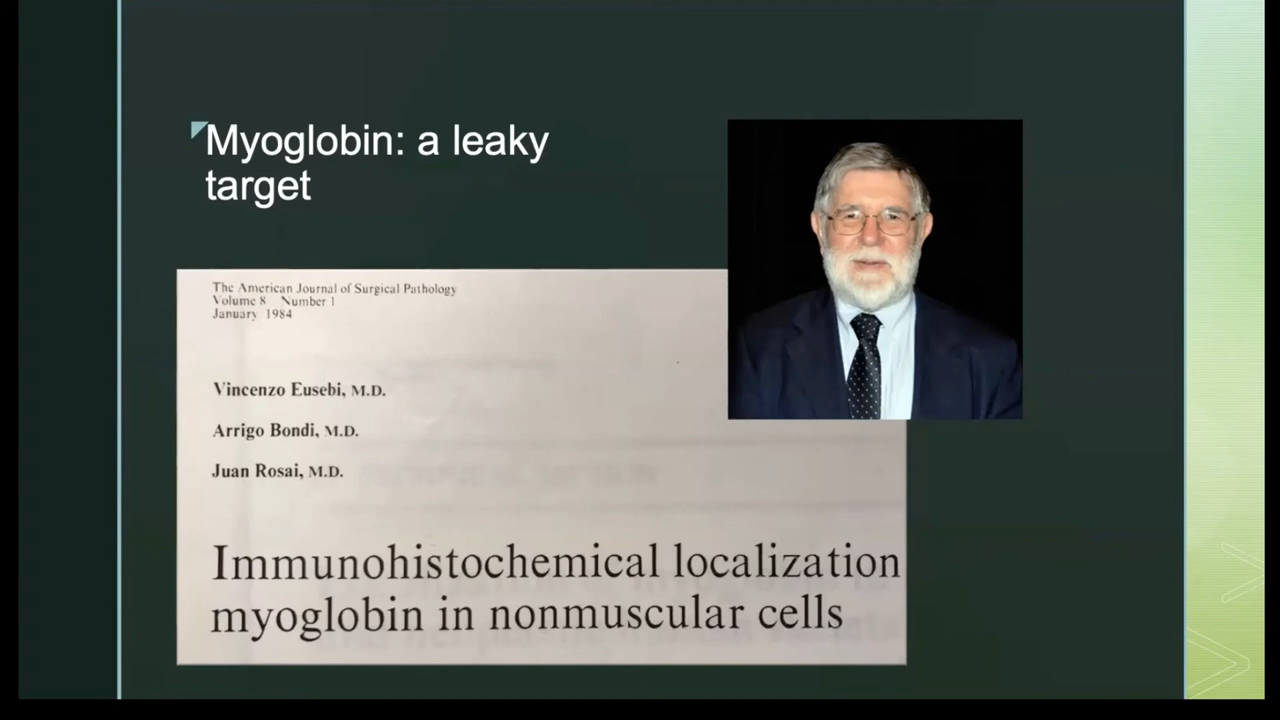 Myoglobin: a leaky
target
The American Journal of Surgical Pathology
Volume 8 Number 1
January 1984
Vincenzo Eusebi, M.D.
Arrigo Bondi, M.D.
Juan Rosai, M.D.
Immunohistochemical localization
myoglobin in nonmuscular cells